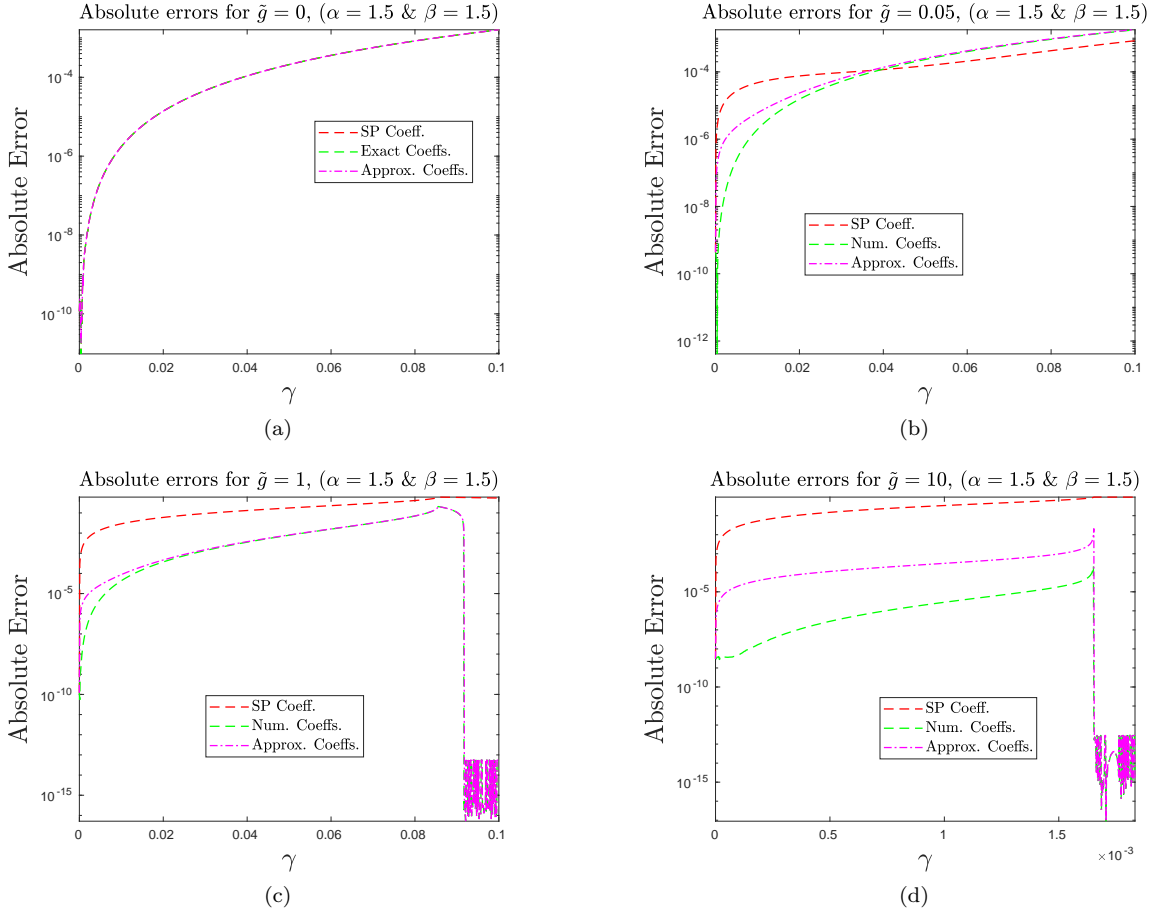 Absolute errors for g̃ = 0, (α = 1.5 & β = 1.5)
Absolute Error
10⁻⁴
10⁻⁶
10⁻⁸
10⁻¹⁰
SP Coeff.
Exact Coeffs.
Approx. Coeffs.
0 0.02 0.04 0.06 0.08 0.1
γ
(a)
Absolute errors for g̃ = 0.05, (α = 1.5 & β = 1.5)
Absolute Error
10⁻⁴
10⁻⁶
10⁻⁸
10⁻¹⁰
10⁻¹²
SP Coeff.
Num. Coeffs.
Approx. Coeffs.
0 0.02 0.04 0.06 0.08 0.1
γ
(b)
Absolute errors for g̃ = 1, (α = 1.5 & β = 1.5)
Absolute Error
10⁻⁵
10⁻¹⁰
10⁻¹⁵
SP Coeff.
Num. Coeffs.
Approx. Coeffs.
0 0.02 0.04 0.06 0.08 0.1
γ
(c)
Absolute errors for g̃ = 10, (α = 1.5 & β = 1.5)
Absolute Error
10⁻⁵
10⁻¹⁰
10⁻¹⁵
SP Coeff.
Num. Coeffs.
Approx. Coeffs.
0 0.5 1 1.5
×10⁻³
γ
(d)